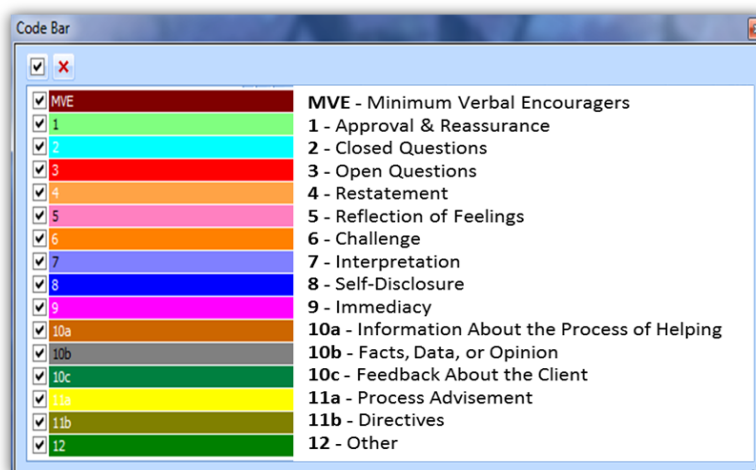 Code Bar
MVE MVE - Minimum Verbal Encouragers
1 1 - Approval & Reassurance
2 2 - Closed Questions
3 3 - Open Questions
4 4 - Restatement
5 5 - Reflection of Feelings
6 6 - Challenge
7 7 - Interpretation
8 8 - Self-Disclosure
9 9 - Immediacy
10a 10a - Information About the Process of Helping
10b 10b - Facts, Data, or Opinion
10c 10c - Feedback About the Client
11a 11a - Process Advisement
11b 11b - Directives
12 12 - Other